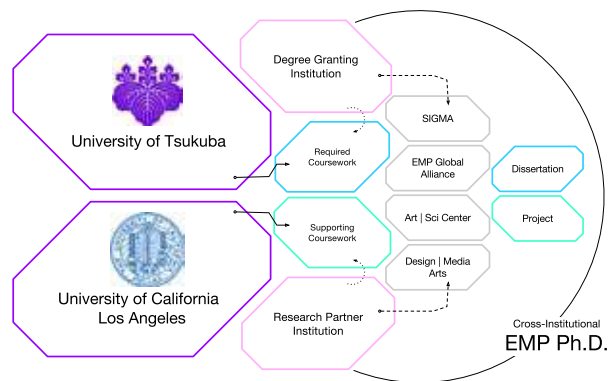 Degree Granting
Institution
University of Tsukuba
SIGMA
Required
Coursework
EMP Global
Alliance
Dissertation
Supporting
Coursework
Art | Sci Center
Project
Design | Media
Arts
University of California
Los Angeles
Research Partner
Institution
Cross-Institutional
EMP Ph.D.